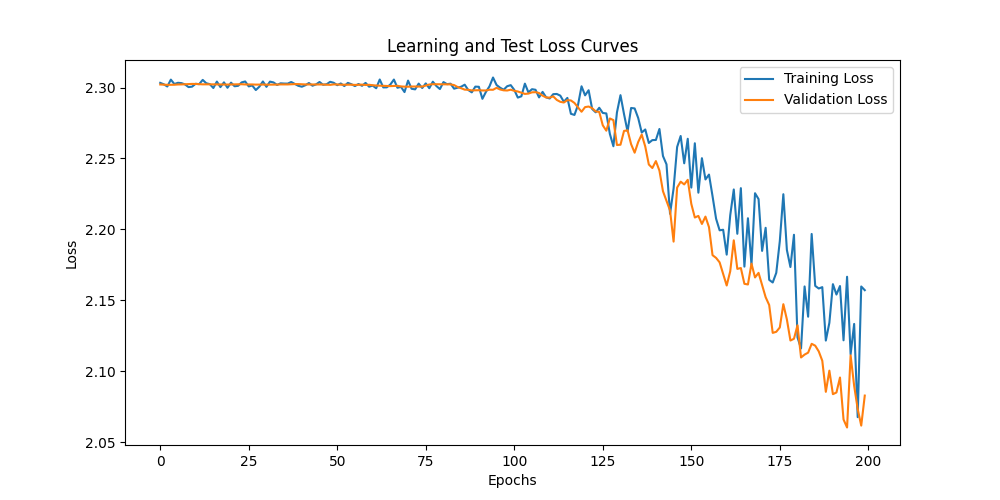 Learning and Test Loss Curves
Training Loss
Validation Loss
2.30
2.25
2.20
2.15
2.10
2.05
Loss
0 25 50 75 100 125 150 175 200
Epochs